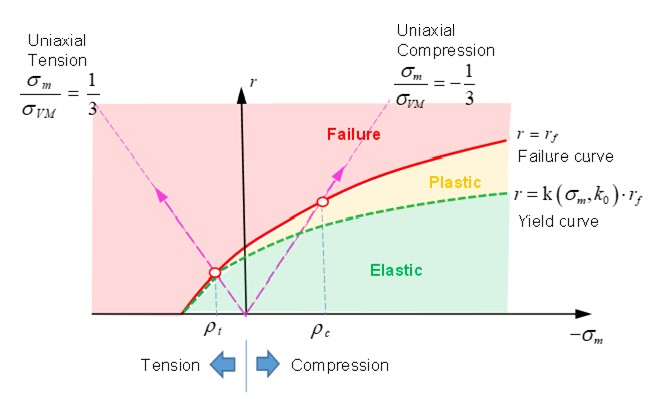 Uniaxial
Tension
σm/σVM = 1/3
Uniaxial
Compression
σm/σVM = −1/3
r
Failure
r = rf
Failure curve
Plastic
r = k(σm,k0)·rf
Yield curve
Elastic
ρt
ρc
−σm
Tension
Compression